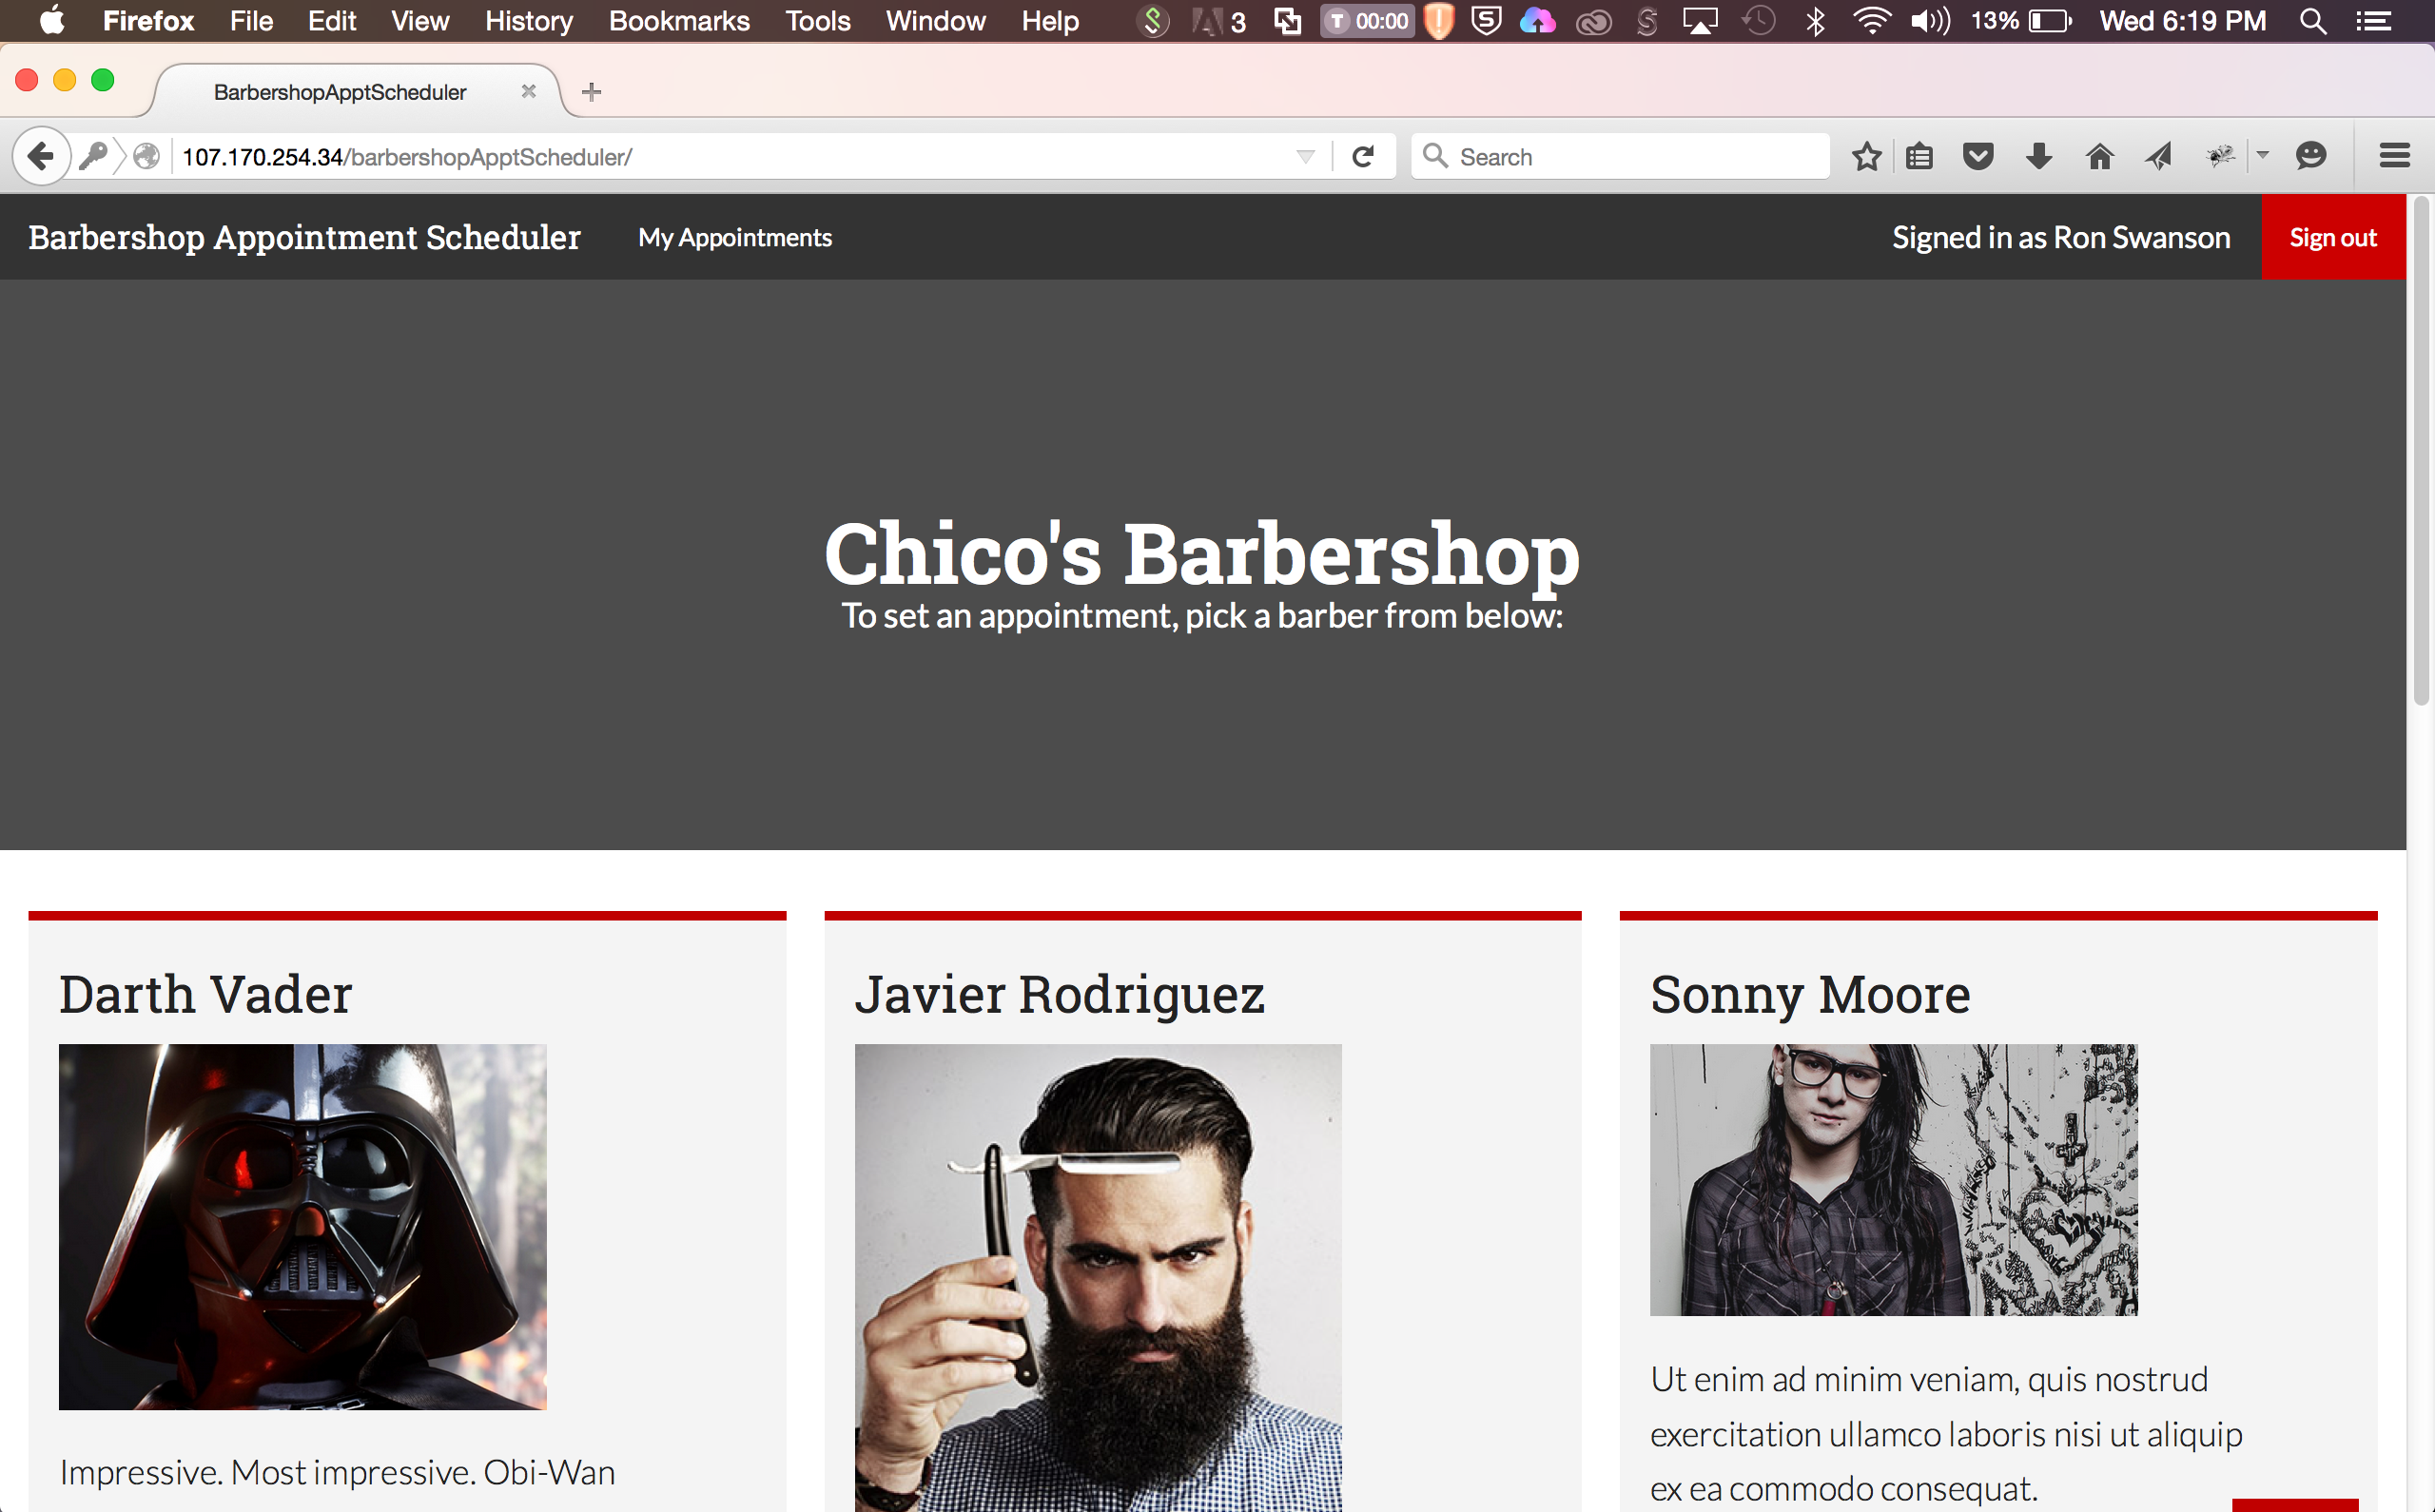 Firefox File Edit View History Bookmarks Tools Window Help 3 T 00:00 13% Wed 6:19 PM
BarbershopApptScheduler
107.170.254.34/barbershopApptScheduler/ Search
Barbershop Appointment Scheduler My Appointments Signed in as Ron Swanson Sign out
Chico's Barbershop
To set an appointment, pick a barber from below:
Darth Vader
Impressive. Most impressive. Obi-Wan
Javier Rodriguez
Sonny Moore
Ut enim ad minim veniam, quis nostrud
exercitation ullamco laboris nisi ut aliquip
ex ea commodo consequat.